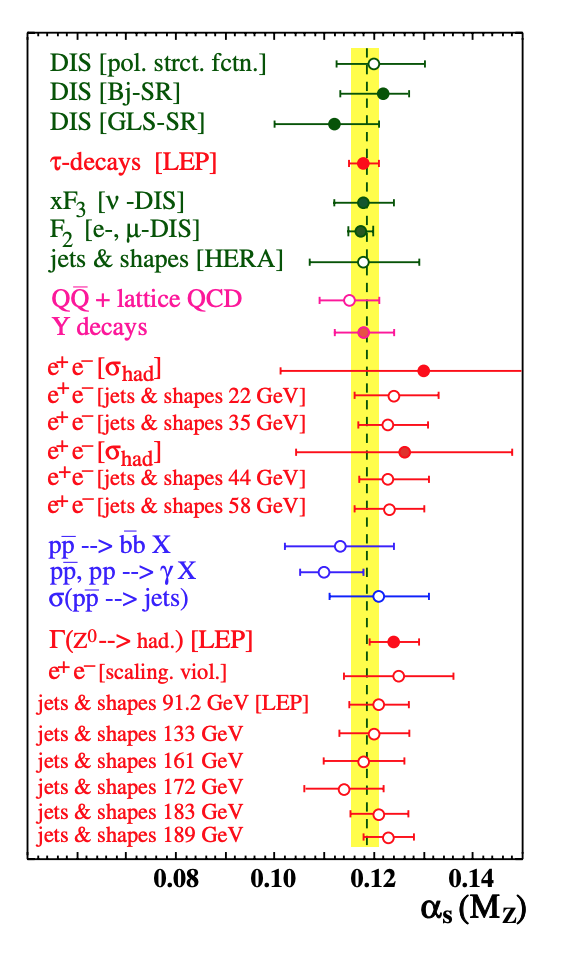 DIS [pol. strct. fctn.]
DIS [Bj-SR]
DIS [GLS-SR]
τ-decays [LEP]
xF₃ [ν -DIS]
F₂ [e-, μ-DIS]
jets & shapes [HERA]
QQ̅ + lattice QCD
Υ decays
e⁺e⁻[σhad]
e⁺e⁻[jets & shapes 22 GeV]
e⁺e⁻[jets & shapes 35 GeV]
e⁺e⁻[σhad]
e⁺e⁻[jets & shapes 44 GeV]
e⁺e⁻[jets & shapes 58 GeV]
pp̅ --> b̅b X
pp̅, pp --> γ X
σ(pp̅ --> jets)
Γ(Z⁰--> had.) [LEP]
e⁺e⁻[scaling. viol.]
jets & shapes 91.2 GeV [LEP]
jets & shapes 133 GeV
jets & shapes 161 GeV
jets & shapes 172 GeV
jets & shapes 183 GeV
jets & shapes 189 GeV
0.08 0.10 0.12 0.14
αs (MZ)